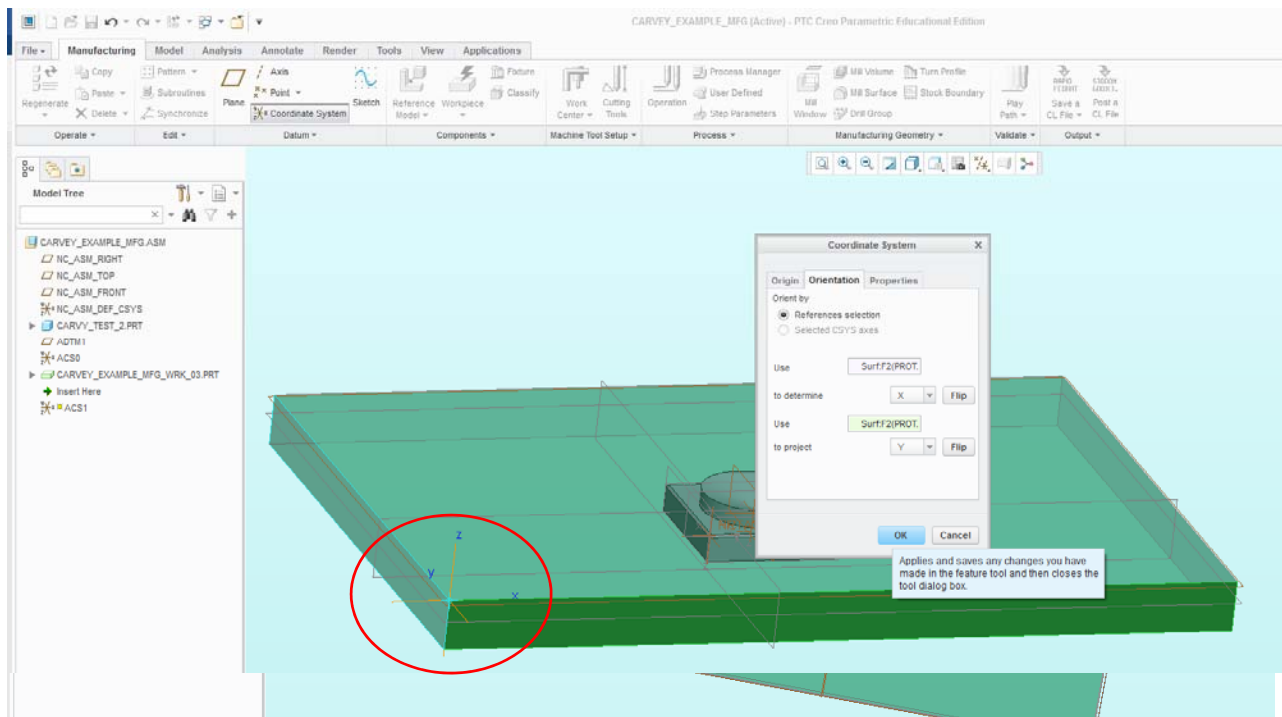 CARVEY_EXAMPLE_MFG (Active) - PTC Creo Parametric Educational Edition
File Manufacturing Model Analysis Annotate Render Tools View Applications
Copy Pattern Axis Fixture Process Manager Mill Volume Turn Profile
Paste Subroutines Point Classify User Defined Mill Surface Stock Boundary
Regenerate Delete Synchronize Plane Coordinate System Sketch Reference Model Workpiece Work Center Cutting Tools Operation Step Parameters Mill Window Drill Group Play Path Save a CL File Post a CL File
Operate Edit Datum Components Machine Tool Setup Process Manufacturing Geometry Validate Output
Model Tree
CARVEY_EXAMPLE_MFG.ASM
NC_ASM_RIGHT
NC_ASM_TOP
NC_ASM_FRONT
NC_ASM_DEF_CSYS
CARVY_TEST_2.PRT
ADTM1
ACS0
CARVEY_EXAMPLE_MFG_WRK_03.PRT
Insert Here
ACS1
Coordinate System X
Origin Orientation Properties
Orient by
References selection
Selected CSYS axes
Use Surf:F2(PROT.
to determine X Flip
Use Surf:F2(PROT.
to project Y Flip
OK Cancel
Applies and saves any changes you have
made in the feature tool and then closes the
tool dialog box.
z
y
x